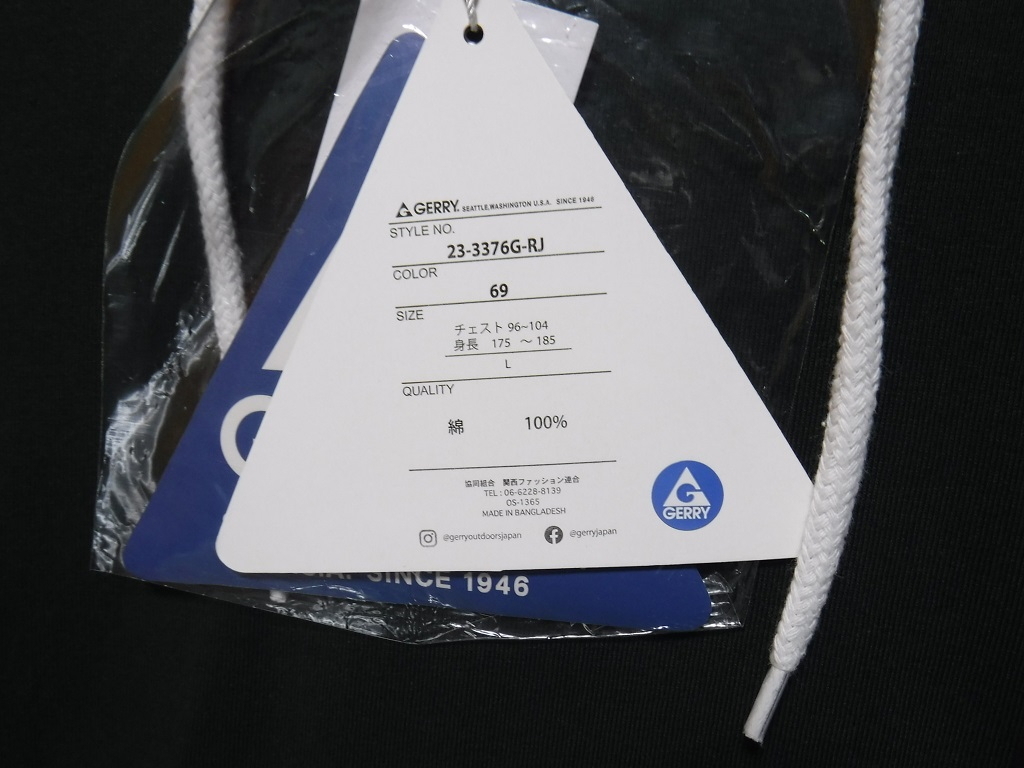 GERRY® SEATTLE,WASHINGTON U.S.A. SINCE 1946
STYLE NO.
23-3376G-RJ
COLOR
69
SIZE
チェスト 96~104
身長 175 ～185
L
QUALITY
綿 100%
協同組合 関西ファッション連合
TEL : 06-6228-8139
OS-1365
MADE IN BANGLADESH
@gerryoutdoorsjapan @gerryjapan
G
GERRY
G
SINCE 1946